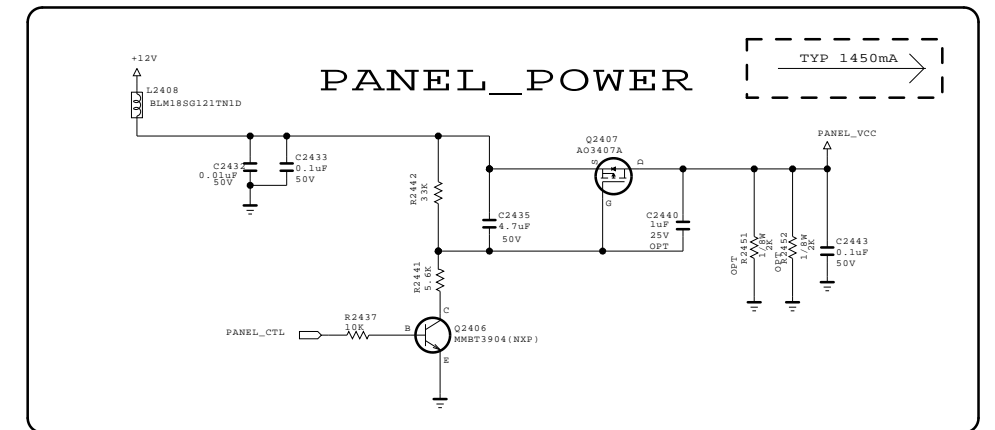 PANEL_POWER
TYP 1450mA
+12V
L2408
BLM18SG121TN1D
C2432
0.01uF
50V
C2433
0.1uF
50V
R2442
33K
C2435
4.7uF
50V
Q2407
AO3407A
S
D
G
C2440
1uF
25V
OPT
PANEL_VCC
OPT
R2451
1/8W
2K
OPT
R2452
1/8W
2K
C2443
0.1uF
50V
R2441
5.6K
PANEL_CTL
R2437
10K
B
C
E
Q2406
MMBT3904(NXP)